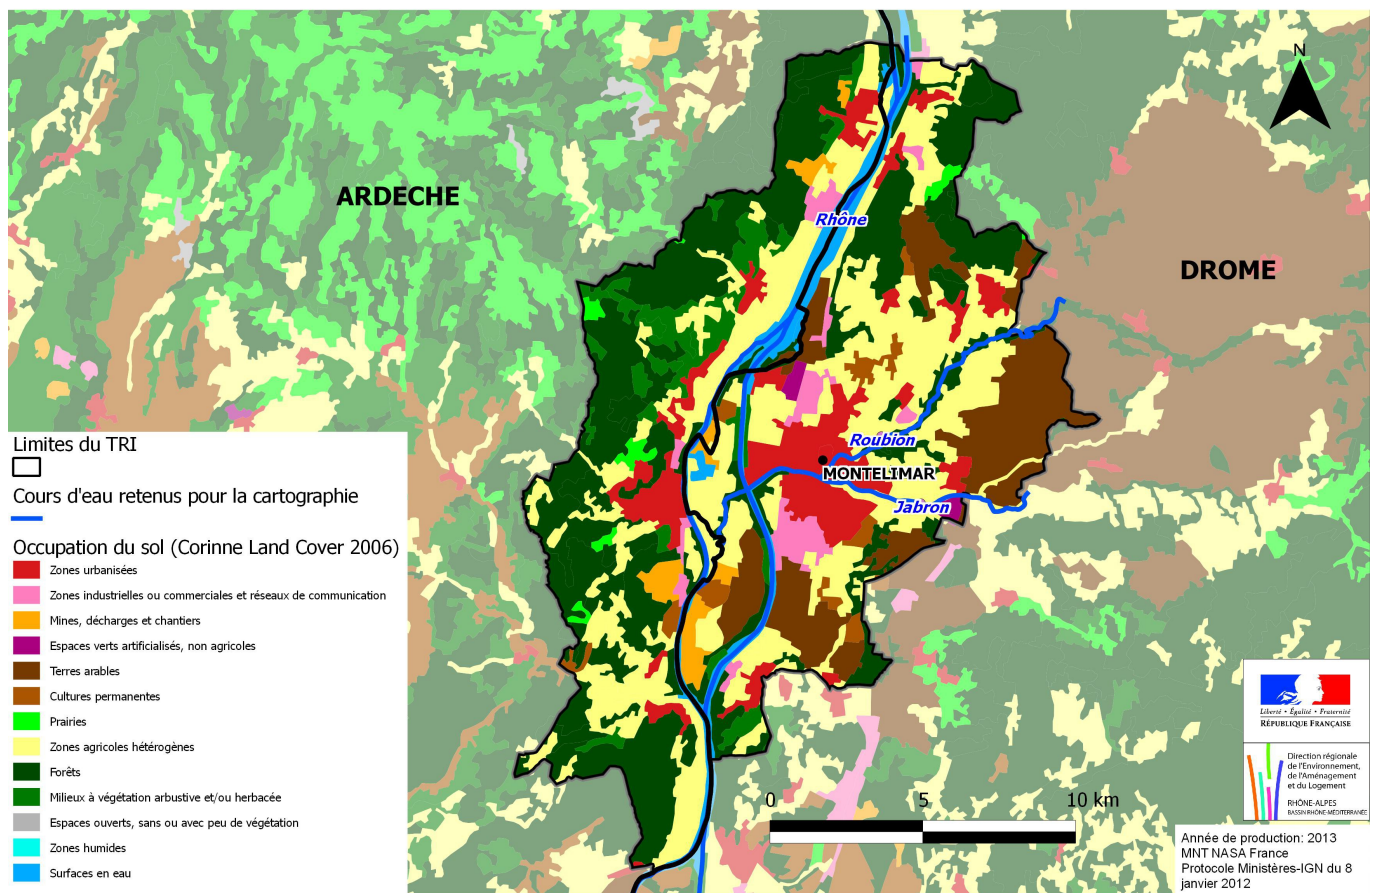 N
ARDECHE
DROME
Rhône
Roubion
MONTELIMAR
Jabron
Limites du TRI
Cours d'eau retenus pour la cartographie
Occupation du sol (Corinne Land Cover 2006)
Zones urbanisées
Zones industrielles ou commerciales et réseaux de communication
Mines, décharges et chantiers
Espaces verts artificialisés, non agricoles
Terres arables
Cultures permanentes
Prairies
Zones agricoles hétérogènes
Forêts
Milieux à végétation arbustive et/ou herbacée
Espaces ouverts, sans ou avec peu de végétation
Zones humides
Surfaces en eau
0 5 10 km
Liberté • Égalité • Fraternité
RÉPUBLIQUE FRANÇAISE
Direction régionale
de l'Environnement,
de l'Aménagement
et du Logement
RHÔNE-ALPES
BASSIN RHÔNE-MÉDITERRANÉE
Année de production: 2013
MNT NASA France
Protocole Ministères-IGN du 8
janvier 2012